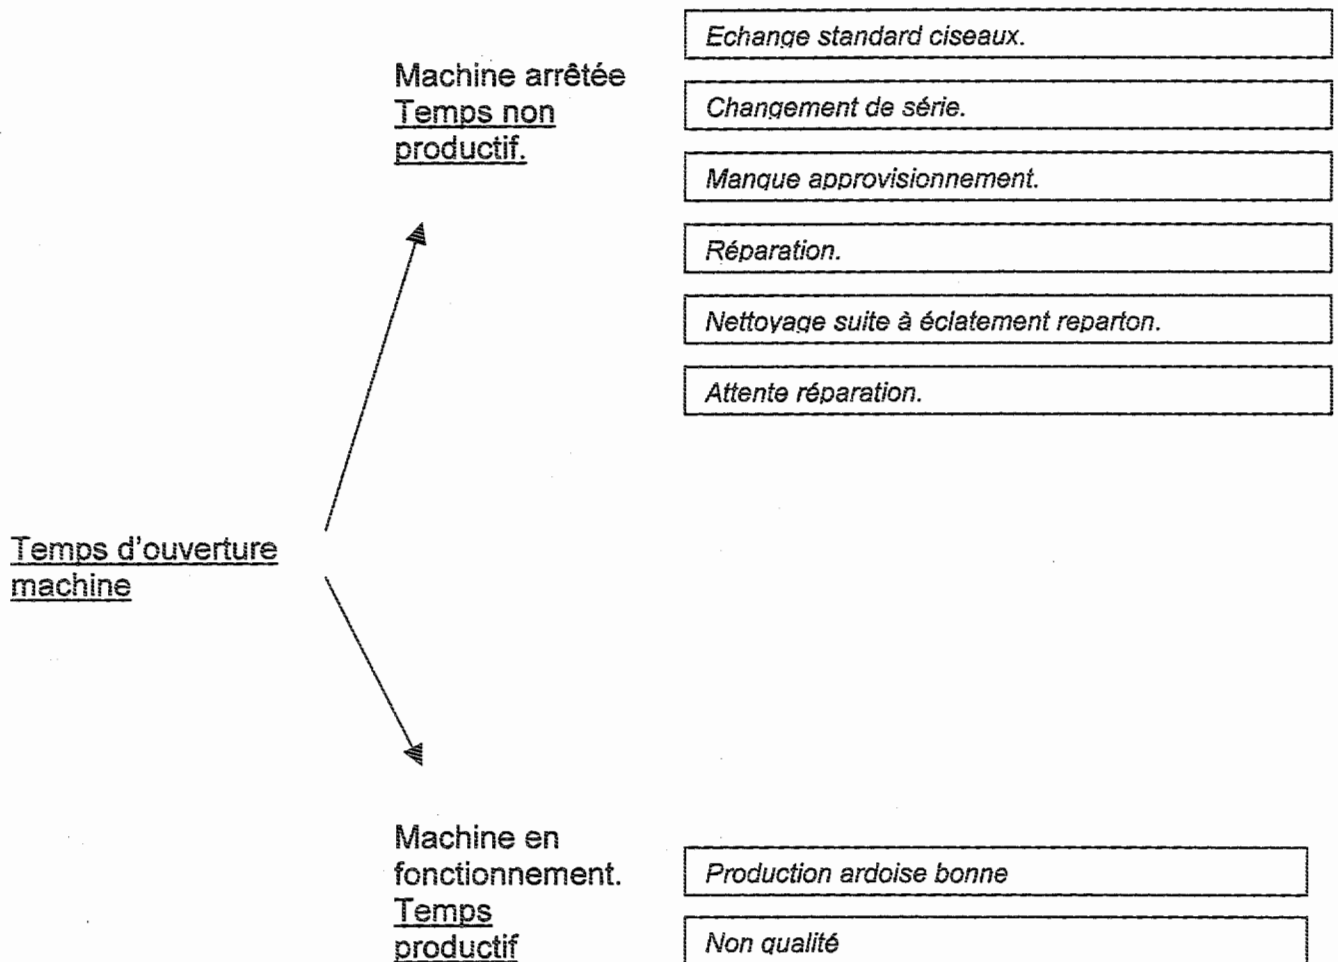 Echange standard ciseaux.
Machine arrêtée
Temps non
productif.
Changement de série.
Manque approvisionnement.
Réparation.
Nettoyage suite à éclatement reparton.
Attente réparation.
Temps d'ouverture
machine
Machine en
fonctionnement.
Temps
productif
Production ardoise bonne
Non qualité